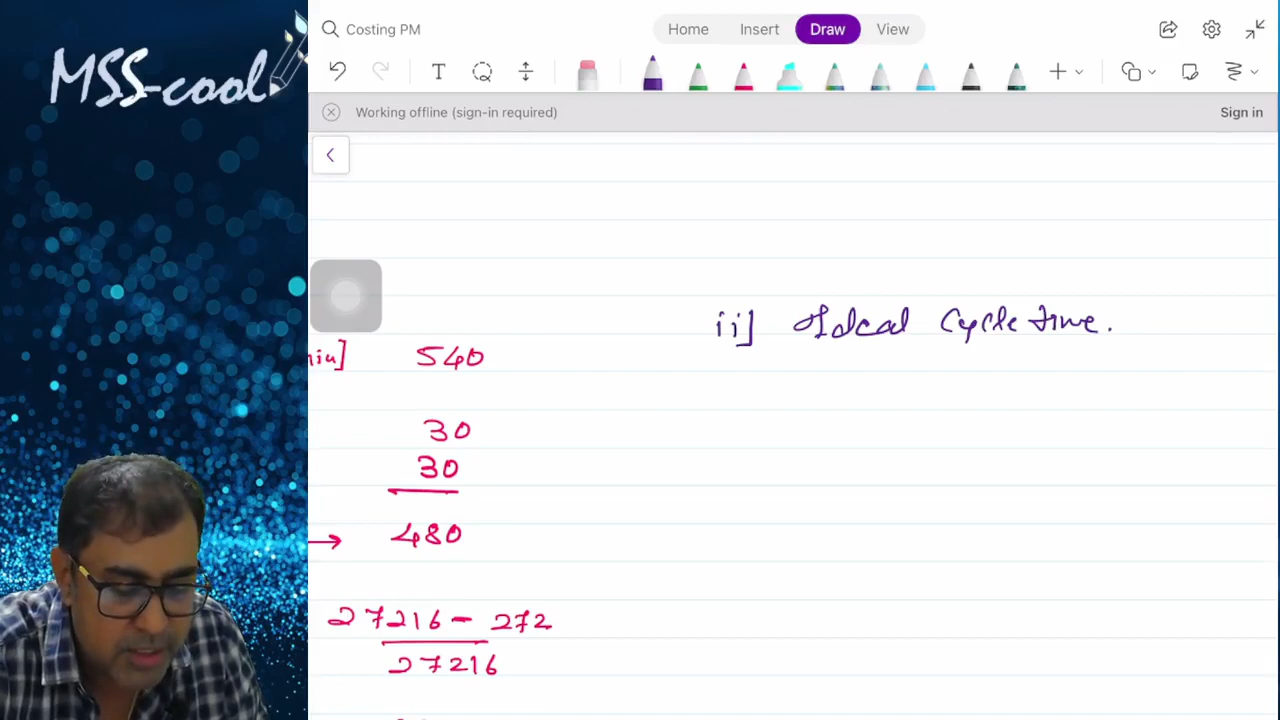 MSS-cool
Costing PM
Home Insert Draw View
Working offline (sign-in required)
Sign in
ii] Ideal Cycle time.
540
30
30
→ 480
27216 - 272
27216